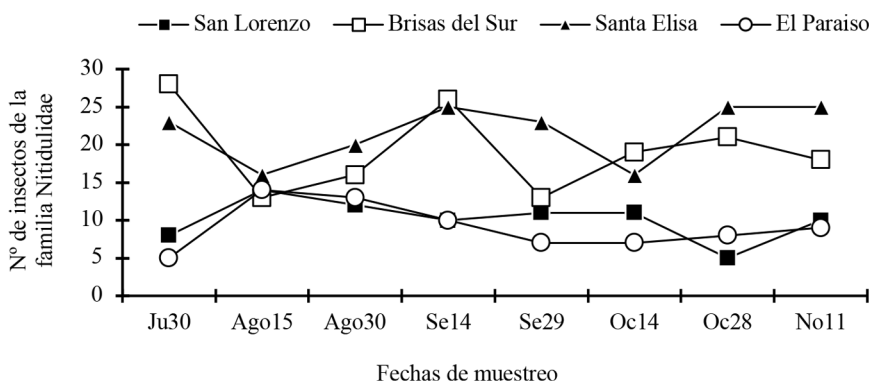 San Lorenzo Brisas del Sur Santa Elisa El Paraiso
30
25
20
15
10
5
0
Nº de insectos de la
familia Nitidulidae
Ju30 Ago15 Ago30 Se14 Se29 Oc14 Oc28 No11
Fechas de muestreo